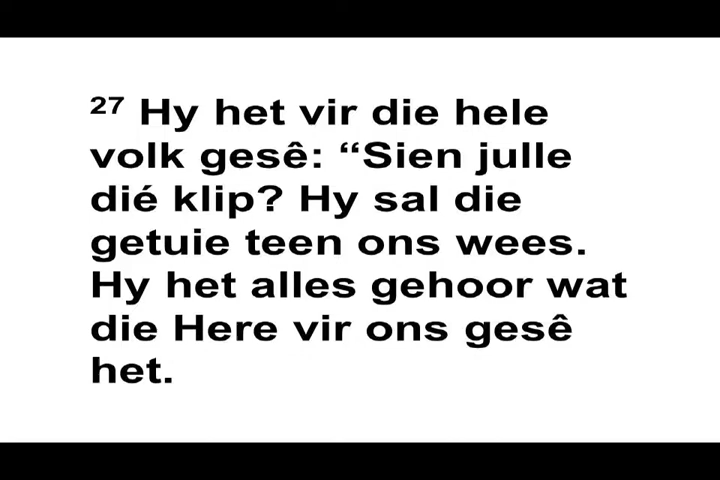 27 Hy het vir die hele
volk gesê: “Sien julle
dié klip? Hy sal die
getuie teen ons wees.
Hy het alles gehoor wat
die Here vir ons gesê
het.